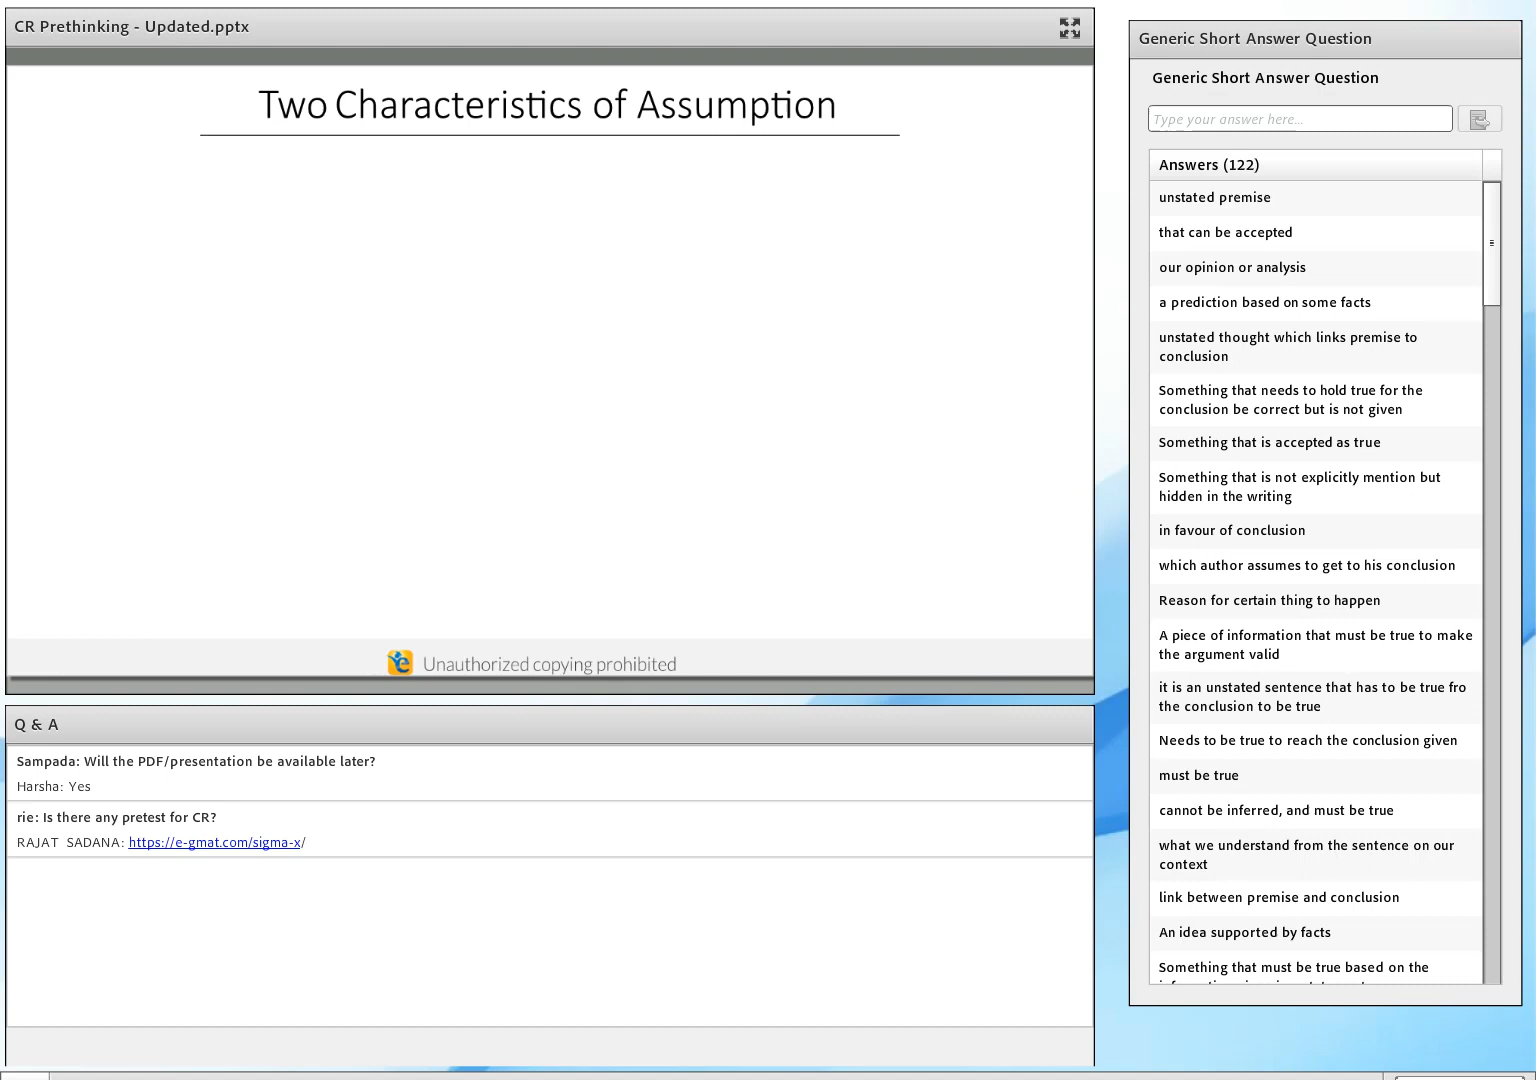 CR Prethinking - Updated.pptx
Two Characteristics of Assumption
Unauthorized copying prohibited
Q & A
Sampada: Will the PDF/presentation be available later?
Harsha: Yes
rie: Is there any pretest for CR?
RAJAT SADANA: https://e-gmat.com/sigma-x/
Generic Short Answer Question
Generic Short Answer Question
Type your answer here...
Answers (122)
unstated premise
that can be accepted
our opinion or analysis
a prediction based on some facts
unstated thought which links premise to
conclusion
Something that needs to hold true for the
conclusion be correct but is not given
Something that is accepted as true
Something that is not explicitly mention but
hidden in the writing
in favour of conclusion
which author assumes to get to his conclusion
Reason for certain thing to happen
A piece of information that must be true to make
the argument valid
it is an unstated sentence that has to be true fro
the conclusion to be true
Needs to be true to reach the conclusion given
must be true
cannot be inferred, and must be true
what we understand from the sentence on our
context
link between premise and conclusion
An idea supported by facts
Something that must be true based on the